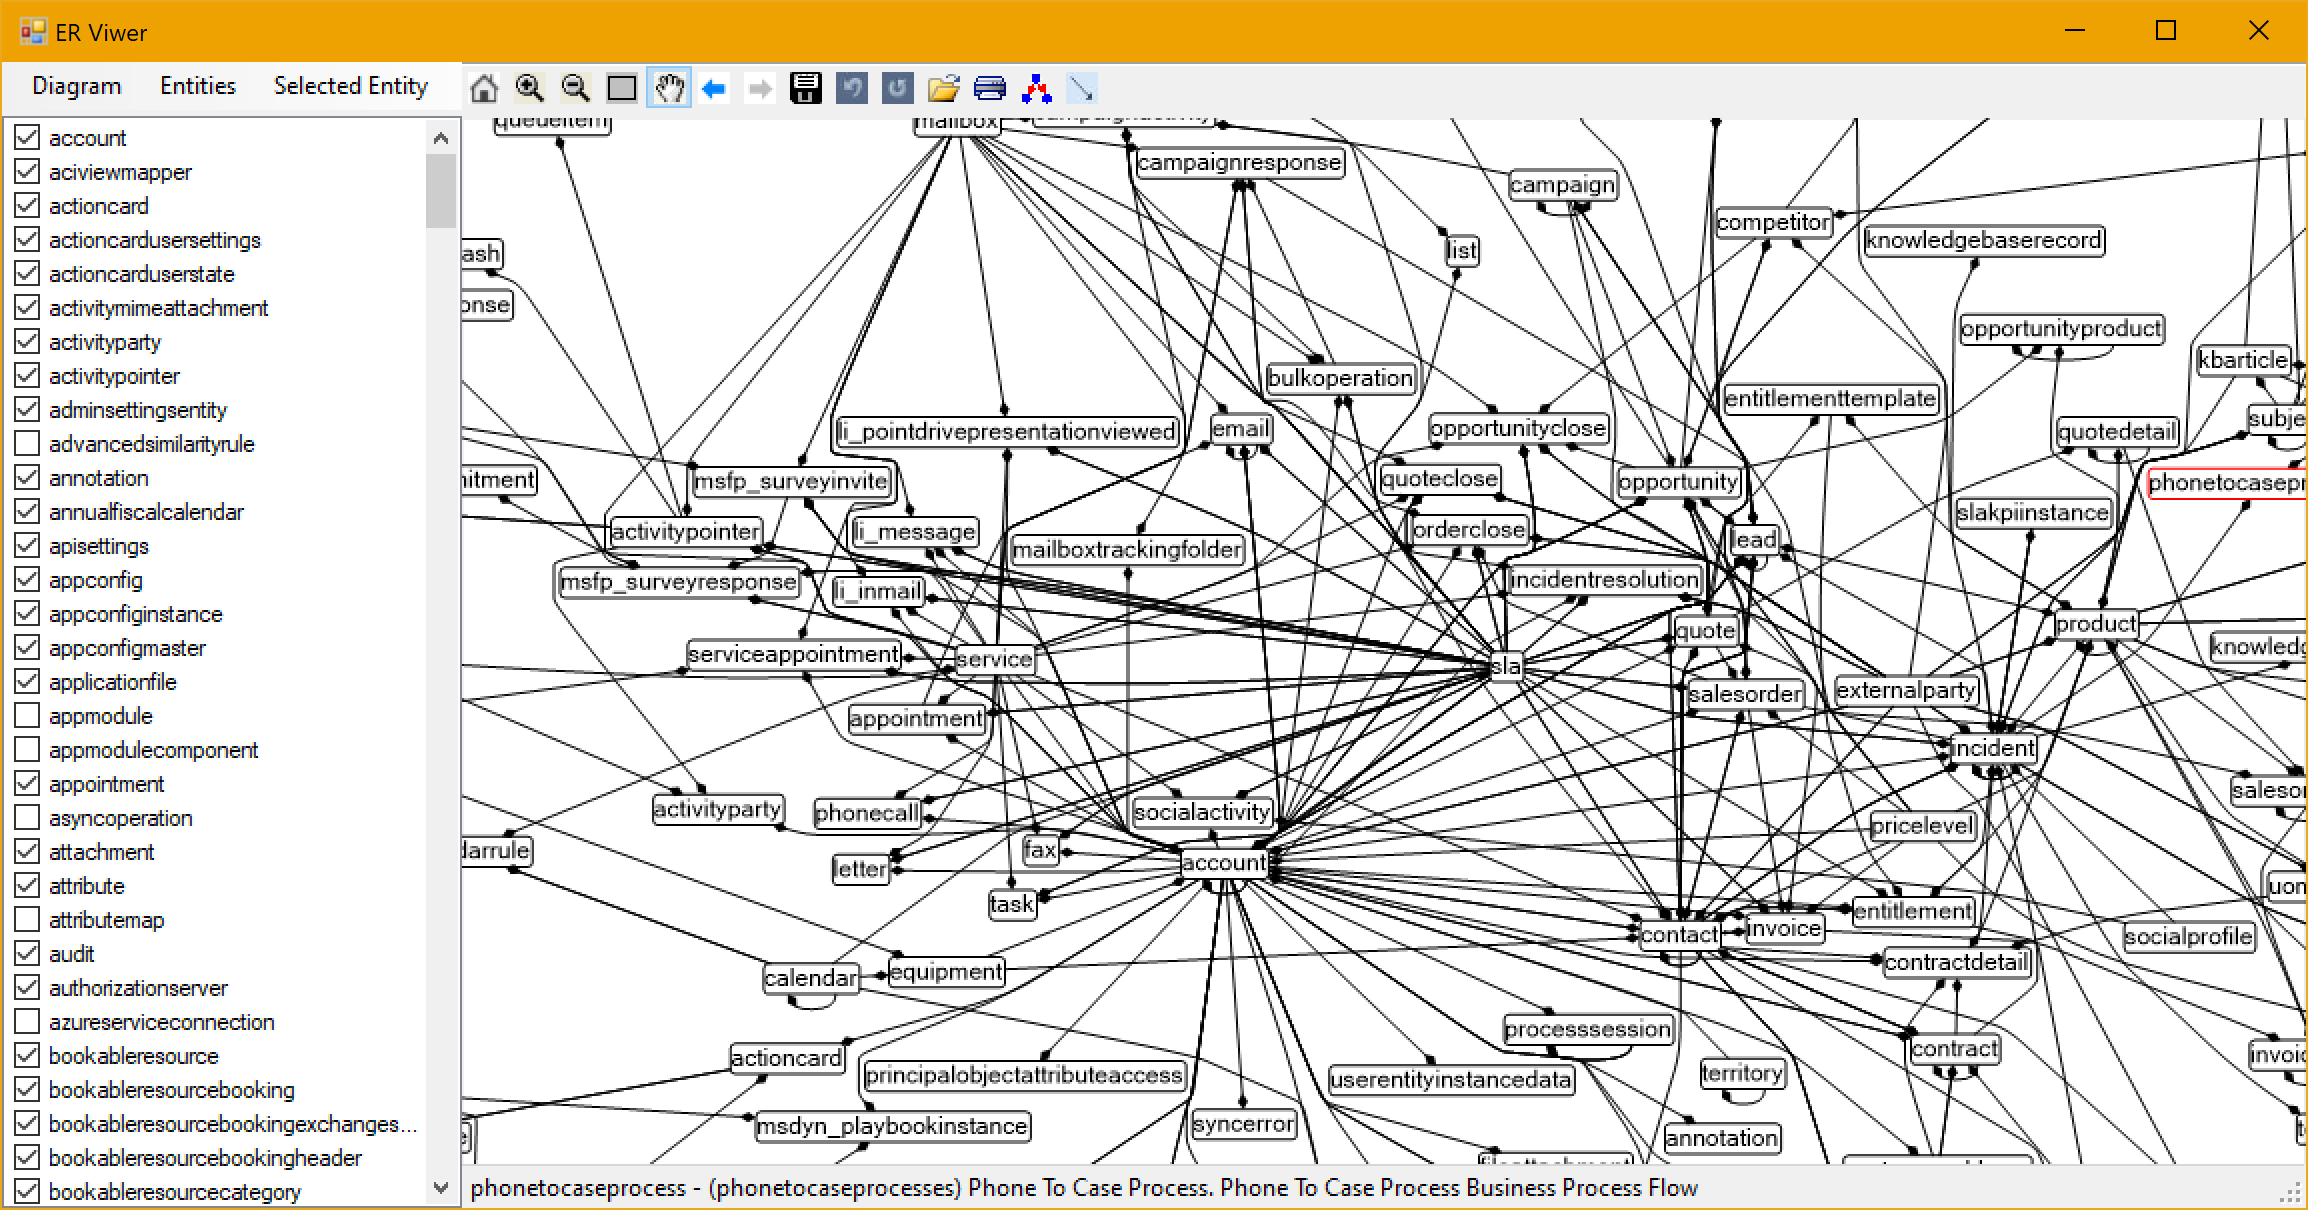 ER Viwer
Diagram Entities Selected Entity
account
aciviewmapper
actioncard
actioncardusersettings
actioncarduserstate
activitymimeattachment
activityparty
activitypointer
adminsettingsentity
advancedsimilarityrule
annotation
annualfiscalcalendar
apisettings
appconfig
appconfiginstance
appconfigmaster
applicationfile
appmodule
appmodulecomponent
appointment
asyncoperation
attachment
attribute
attributemap
audit
authorizationserver
azureserviceconnection
bookableresource
bookableresourcebooking
bookableresourcebookingexchanges...
bookableresourcebookingheader
bookableresourcecategory
queueitem
mailbox
campaignactivity
campaignresponse
campaign
competitor
knowledgebaserecord
list
ash
onse
opportunityproduct
kbarticle
bulkoperation
entitlementtemplate
subje
li_pointdrivepresentationviewed
email
opportunityclose
quotedetail
nitment
msfp_surveyinvite
quoteclose
opportunity
phonetocasepr
slakpiinstance
activitypointer
li_message
mailboxtrackingfolder
orderclose
lead
msfp_surveyresponse
li_inmail
incidentresolution
quote
product
knowledg
serviceappointment
service
sla
salesorder
externalparty
appointment
incident
salesor
activityparty
phonecall
socialactivity
pricelevel
darrule
letter
fax
account
uon
task
contact
invoice
entitlement
socialprofile
calendar
equipment
contractdetail
processsession
contract
invoic
actioncard
principalobjectattributeaccess
userentityinstancedata
territory
msdyn_playbookinstance
syncerror
annotation
phonetocaseprocess - (phonetocaseprocesses) Phone To Case Process. Phone To Case Process Business Process Flow